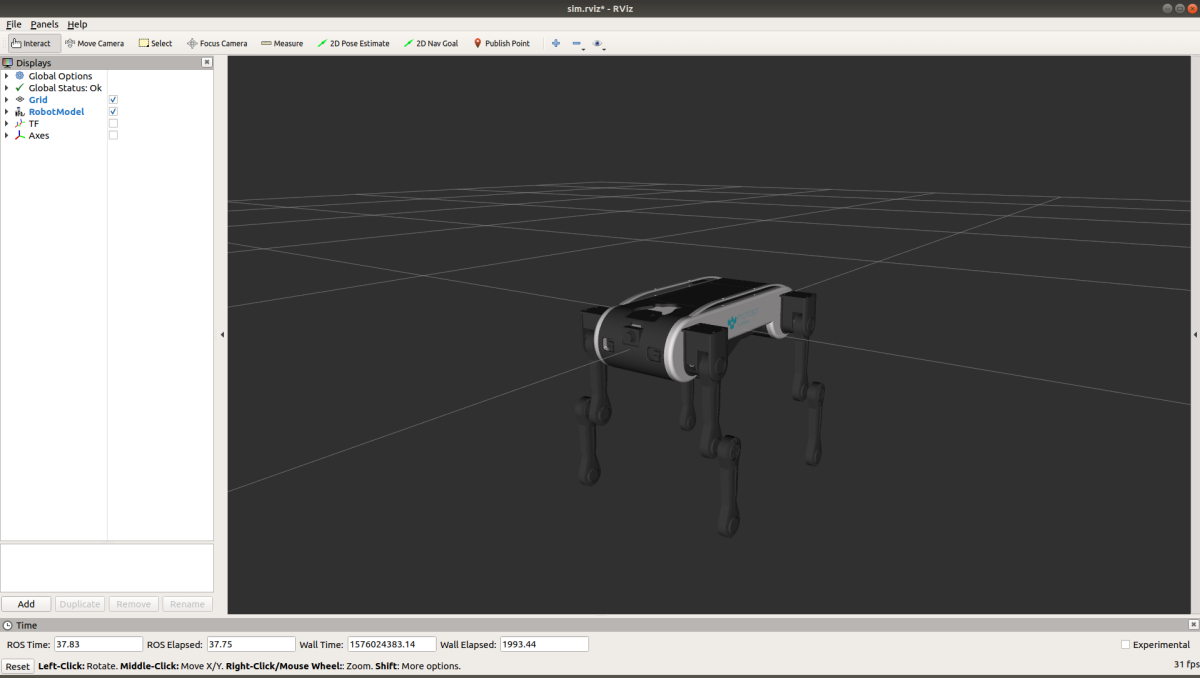 sim.rviz* - RViz
File Panels Help
Interact Move Camera Select Focus Camera Measure 2D Pose Estimate 2D Nav Goal Publish Point
Displays
Global Options
Global Status: Ok
Grid
RobotModel
TF
Axes
Add Duplicate Remove Rename
Time
ROS Time: 37.83 ROS Elapsed: 37.75 Wall Time: 1576024383.14 Wall Elapsed: 1993.44 Experimental
Reset Left-Click: Rotate. Middle-Click: Move X/Y. Right-Click/Mouse Wheel:: Zoom. Shift: More options. 31 fps